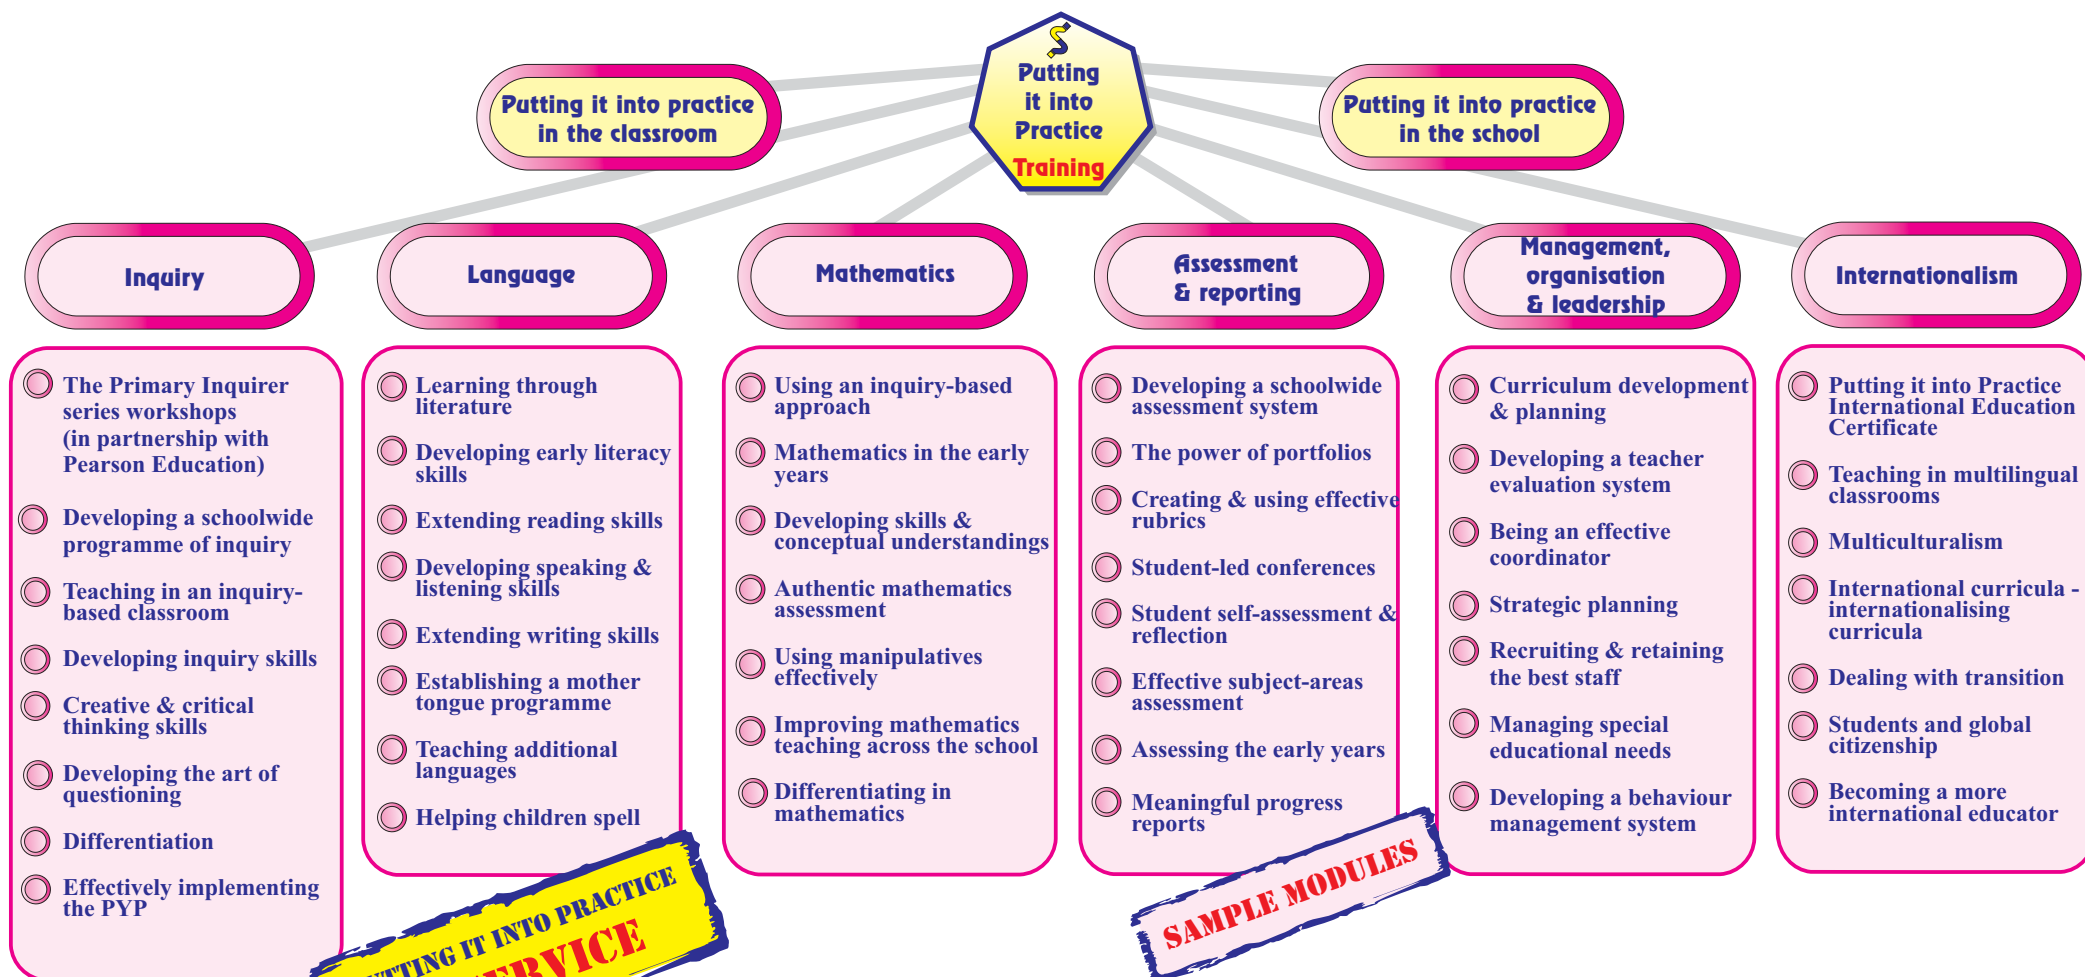 Putting
it into
Practice
Training
Putting it into practice
in the classroom
Putting it into practice
in the school
Inquiry
Language
Mathematics
Assessment
& reporting
Management,
organisation
& leadership
Internationalism
The Primary Inquirer
series workshops
(in partnership with
Pearson Education)
Developing a schoolwide
programme of inquiry
Teaching in an inquiry-
based classroom
Developing inquiry skills
Creative & critical
thinking skills
Developing the art of
questioning
Differentiation
Effectively implementing
the PYP
Learning through
literature
Developing early literacy
skills
Extending reading skills
Developing speaking &
listening skills
Extending writing skills
Establishing a mother
tongue programme
Teaching additional
languages
Helping children spell
Using an inquiry-based
approach
Mathematics in the early
years
Developing skills &
conceptual understandings
Authentic mathematics
assessment
Using manipulatives
effectively
Improving mathematics
teaching across the school
Differentiating in
mathematics
Developing a schoolwide
assessment system
The power of portfolios
Creating & using effective
rubrics
Student-led conferences
Student self-assessment &
reflection
Effective subject-areas
assessment
Assessing the early years
Meaningful progress
reports
Curriculum development
& planning
Developing a teacher
evaluation system
Being an effective
coordinator
Strategic planning
Recruiting & retaining
the best staff
Managing special
educational needs
Developing a behaviour
management system
Putting it into Practice
International Education
Certificate
Teaching in multilingual
classrooms
Multiculturalism
International curricula -
internationalising
curricula
Dealing with transition
Students and global
citizenship
Becoming a more
international educator
IT INTO PRACTICE
SAMPLE MODULES